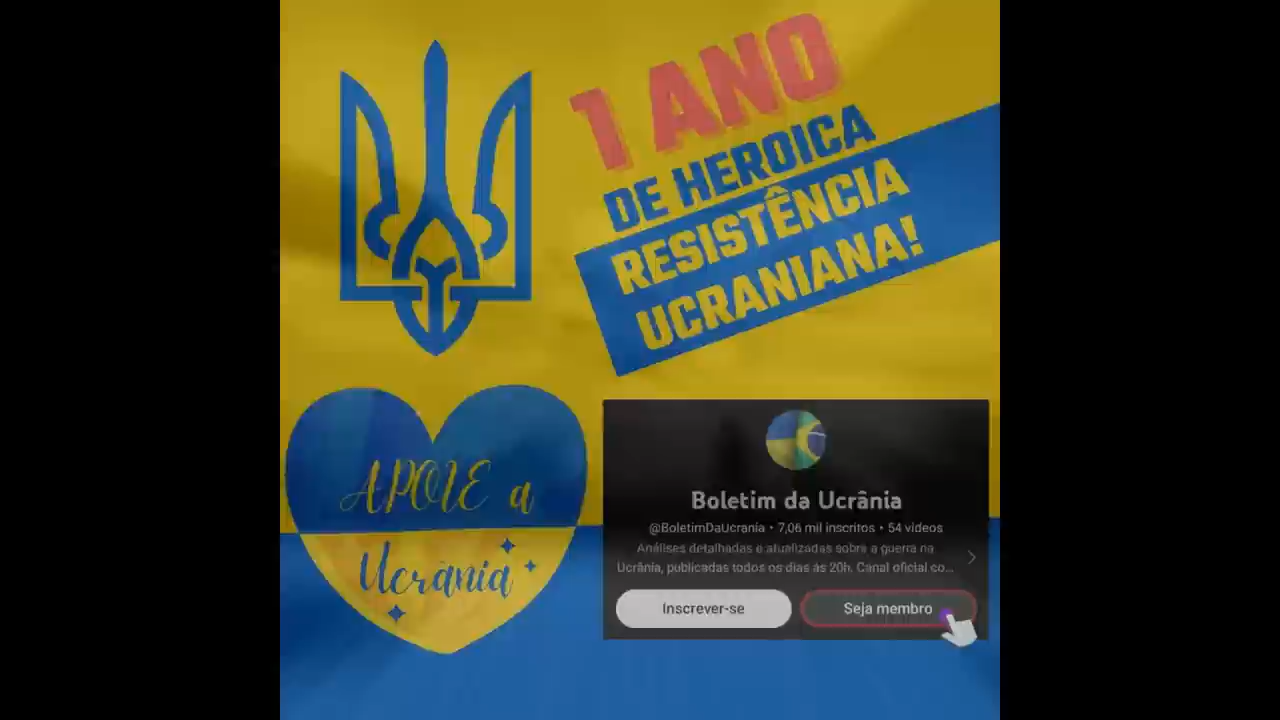 1 ANO
DE HEROICA
RESISTÊNCIA
UCRANIANA!
APOIE a
Ucrânia
Boletim da Ucrânia
@BoletimDaUcrania • 7,06 mil inscritos • 54 vídeos
Análises detalhadas e atualizadas sobre a guerra na
Ucrânia, publicadas todos os dias às 20h. Canal oficial co...
Inscrever-se
Seja membro